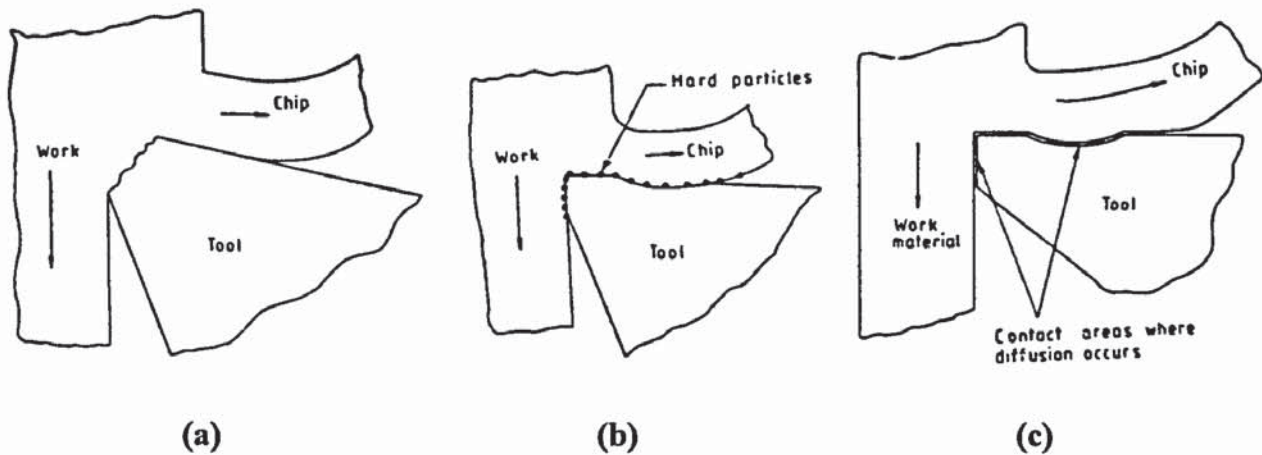 Work
Chip
Tool
(a)
Hard particles
Work
Chip
Tool
(b)
Chip
Work
material
Tool
Contact areas where
diffusion occurs
(c)